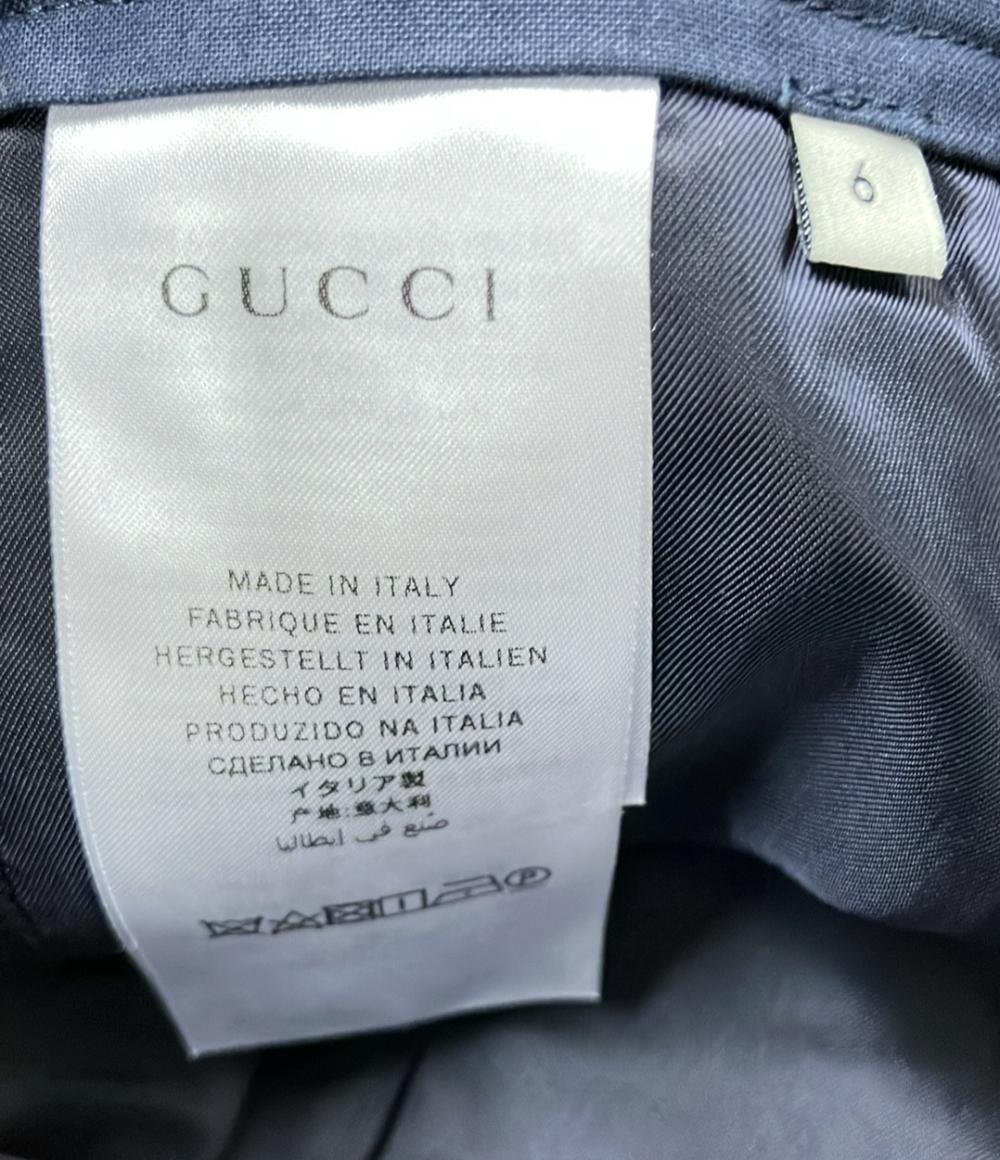 GUCCI
6
MADE IN ITALY
FABRIQUE EN ITALIE
HERGESTELLT IN ITALIEN
HECHO EN ITALIA
PRODUZIDO NA ITALIA
СДЕЛАНО В ИТАЛИИ
イタリア製
产地:意大利
صنع في ايطاليا
P